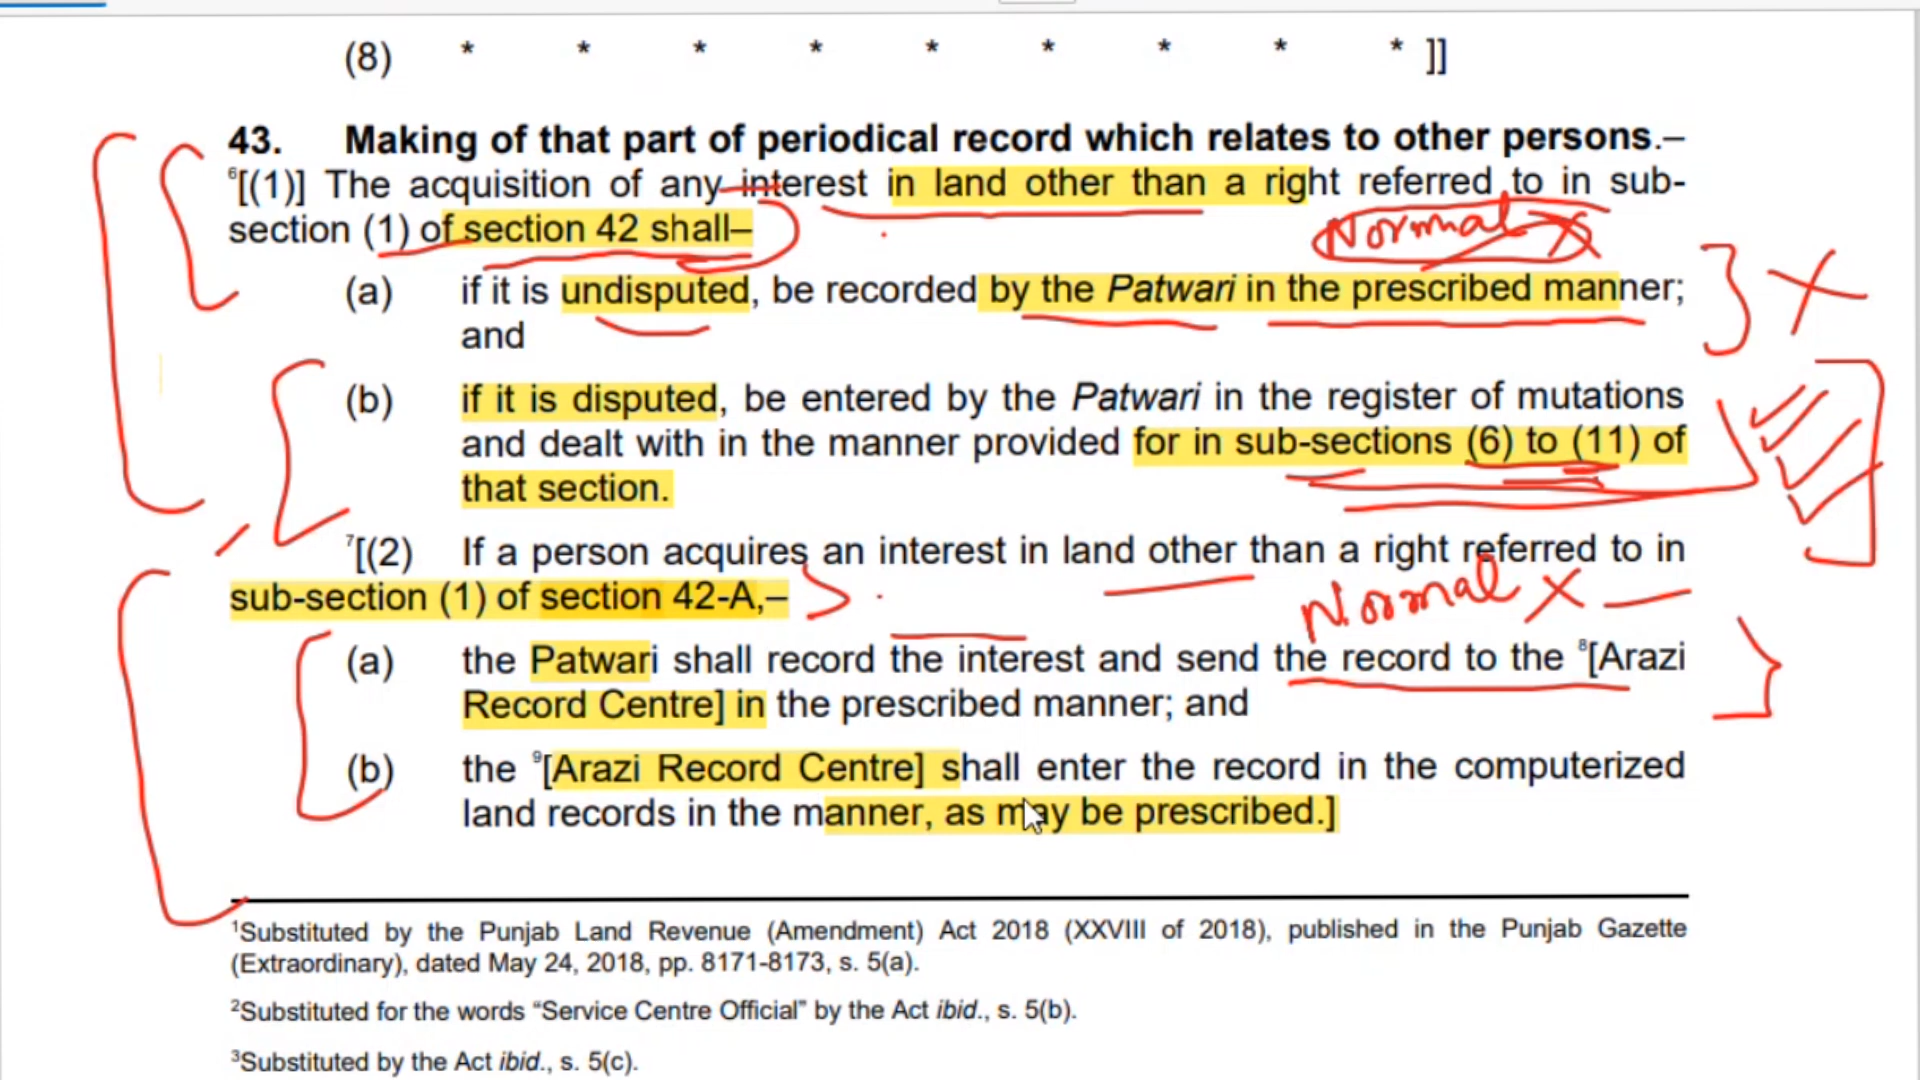 (8) * * * * * * * * * ]]
43. Making of that part of periodical record which relates to other persons.–
6[(1)] The acquisition of any interest in land other than a right referred to in sub-
section (1) of section 42 shall–
Normal X
(a) if it is undisputed, be recorded by the Patwari in the prescribed manner;
and
(b) if it is disputed, be entered by the Patwari in the register of mutations
and dealt with in the manner provided for in sub-sections (6) to (11) of
that section.
7[(2) If a person acquires an interest in land other than a right referred to in
sub-section (1) of section 42-A,–
Normal X
(a) the Patwari shall record the interest and send the record to the 8[Arazi
Record Centre] in the prescribed manner; and
(b) the 9[Arazi Record Centre] shall enter the record in the computerized
land records in the manner, as may be prescribed.]
1Substituted by the Punjab Land Revenue (Amendment) Act 2018 (XXVIII of 2018), published in the Punjab Gazette
(Extraordinary), dated May 24, 2018, pp. 8171-8173, s. 5(a).
2Substituted for the words “Service Centre Official” by the Act ibid., s. 5(b).
3Substituted by the Act ibid., s. 5(c).